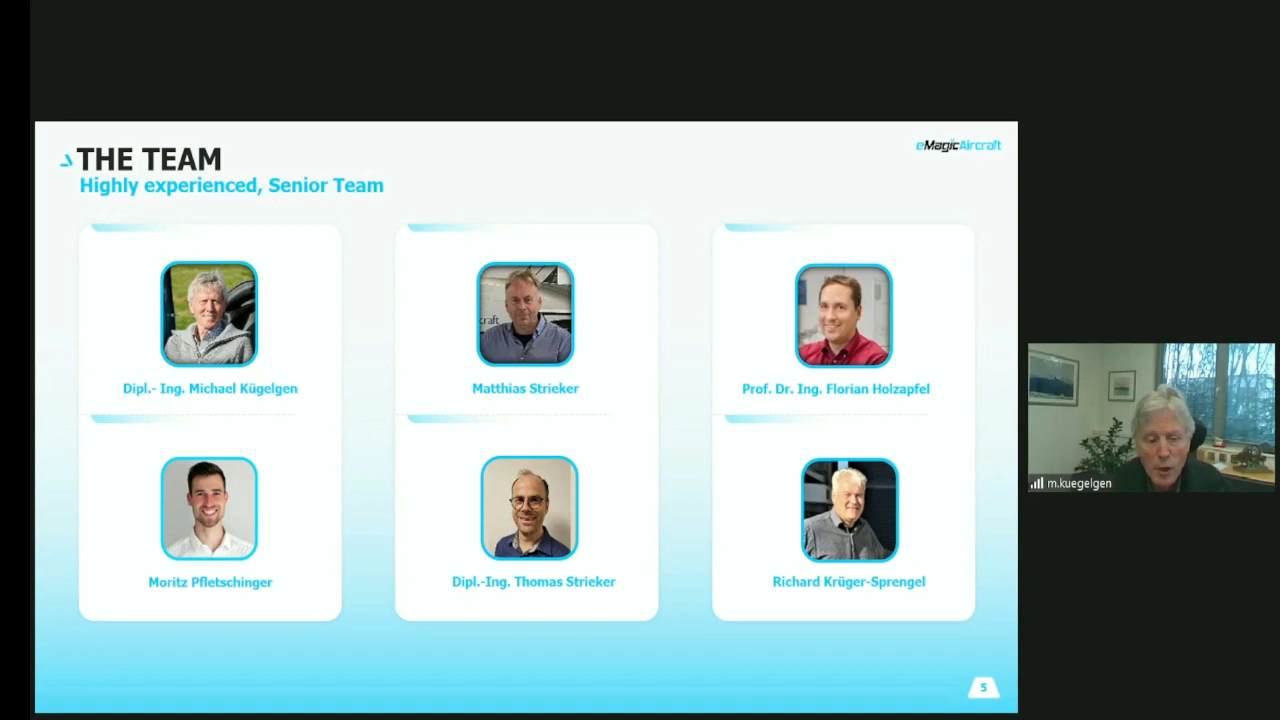 THE TEAM
Highly experienced, Senior Team
eMagicAircraft
craft
Dipl.- Ing. Michael Kügelgen
Matthias Strieker
Prof. Dr. Ing. Florian Holzapfel
Moritz Pfletschinger
Dipl.-Ing. Thomas Strieker
Richard Krüger-Sprengel
m.kuegelgen
5